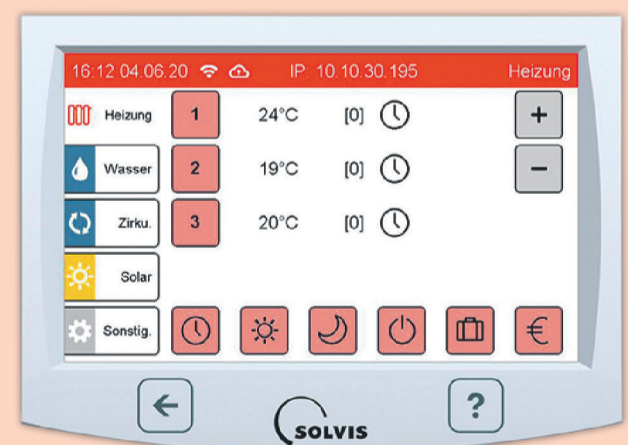 16:12 04.06.20 IP: 10.10.30.195 Heizung
Heizung 1 24°C [0] +
Wasser 2 19°C [0] −
Zirku. 3 20°C [0]
Solar
Sonstig. €
?
SOLVIS